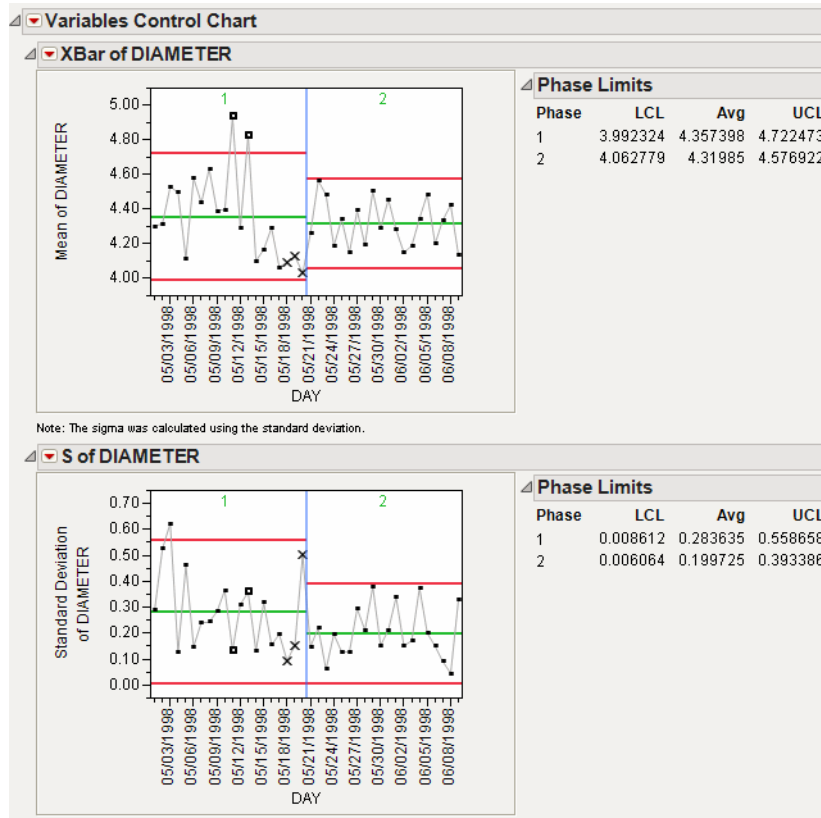 Variables Control Chart
XBar of DIAMETER
1
2
5.00
4.80
4.60
4.40
4.20
4.00
Mean of DIAMETER
05/03/1998
05/06/1998
05/09/1998
05/12/1998
05/15/1998
05/18/1998
05/21/1998
05/24/1998
05/27/1998
05/30/1998
06/02/1998
06/05/1998
06/08/1998
DAY
Phase Limits
Phase LCL Avg UCL
1 3.992324 4.357398 4.722473
2 4.062779 4.31985 4.576922
Note: The sigma was calculated using the standard deviation.
S of DIAMETER
1
2
0.70
0.60
0.50
0.40
0.30
0.20
0.10
0.00
Standard Deviation
of DIAMETER
05/03/1998
05/06/1998
05/09/1998
05/12/1998
05/15/1998
05/18/1998
05/21/1998
05/24/1998
05/27/1998
05/30/1998
06/02/1998
06/05/1998
06/08/1998
DAY
Phase Limits
Phase LCL Avg UCL
1 0.008612 0.283635 0.558658
2 0.006064 0.199725 0.393386